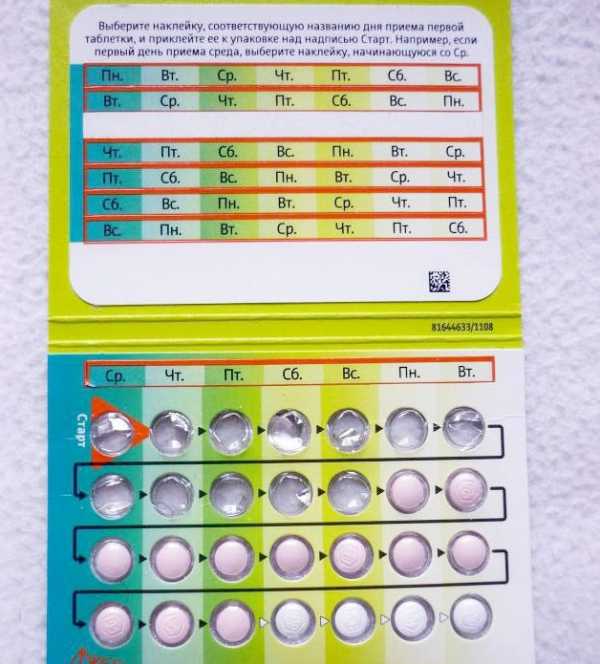 Выберите наклейку, соответствующую названию дня приема первой
таблетки, и приклейте ее к упаковке над надписью Старт. Например, если
первый день приема среда, выберите наклейку, начинающуюся со Ср.
Пн. Вт. Ср. Чт. Пт. Сб. Вс.
Вт. Ср. Чт. Пт. Сб. Вс. Пн.
Чт. Пт. Сб. Вс. Пн. Вт. Ср.
Пт. Сб. Вс. Пн. Вт. Ср. Чт.
Сб. Вс. Пн. Вт. Ср. Чт. Пт.
Вс. Пн. Вт. Ср. Чт. Пт. Сб.
81644633/1108
Ср. Чт. Пт. Сб. Вс. Пн. Вт.
Старт